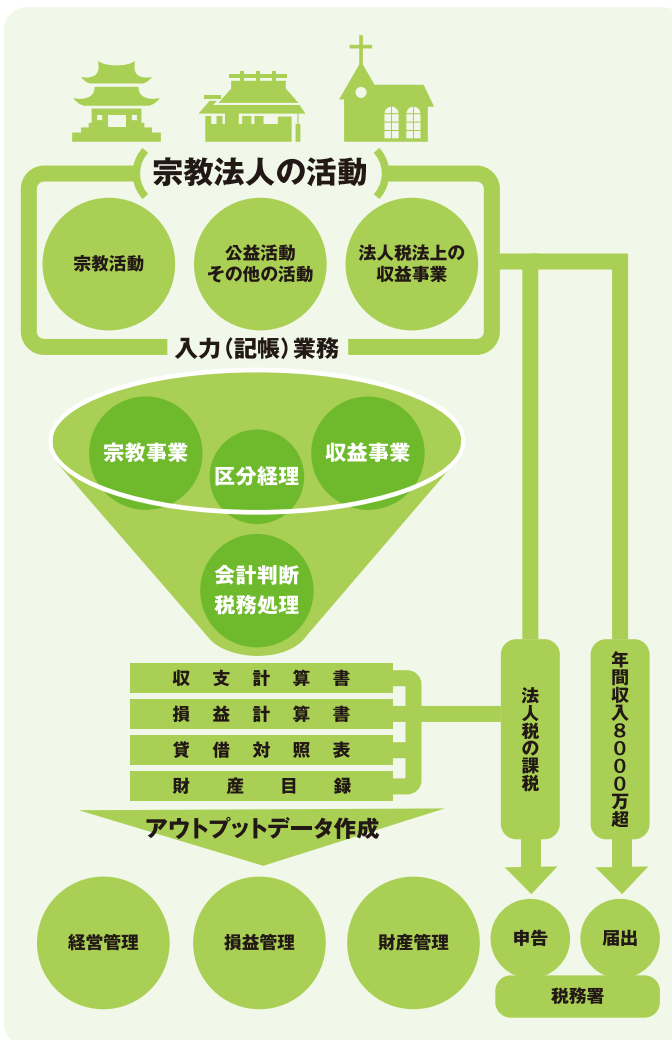 宗教法人の活動
宗教活動
公益活動
その他の活動
法人税法上の
収益事業
入力（記帳）業務
宗教事業
区分経理
収益事業
会計判断
税務処理
収支計算書
損益計算書
貸借対照表
財産目録
アウトプットデータ作成
法人税の課税
年間収入８０００万超
経営管理
損益管理
財産管理
申告
届出
税務署